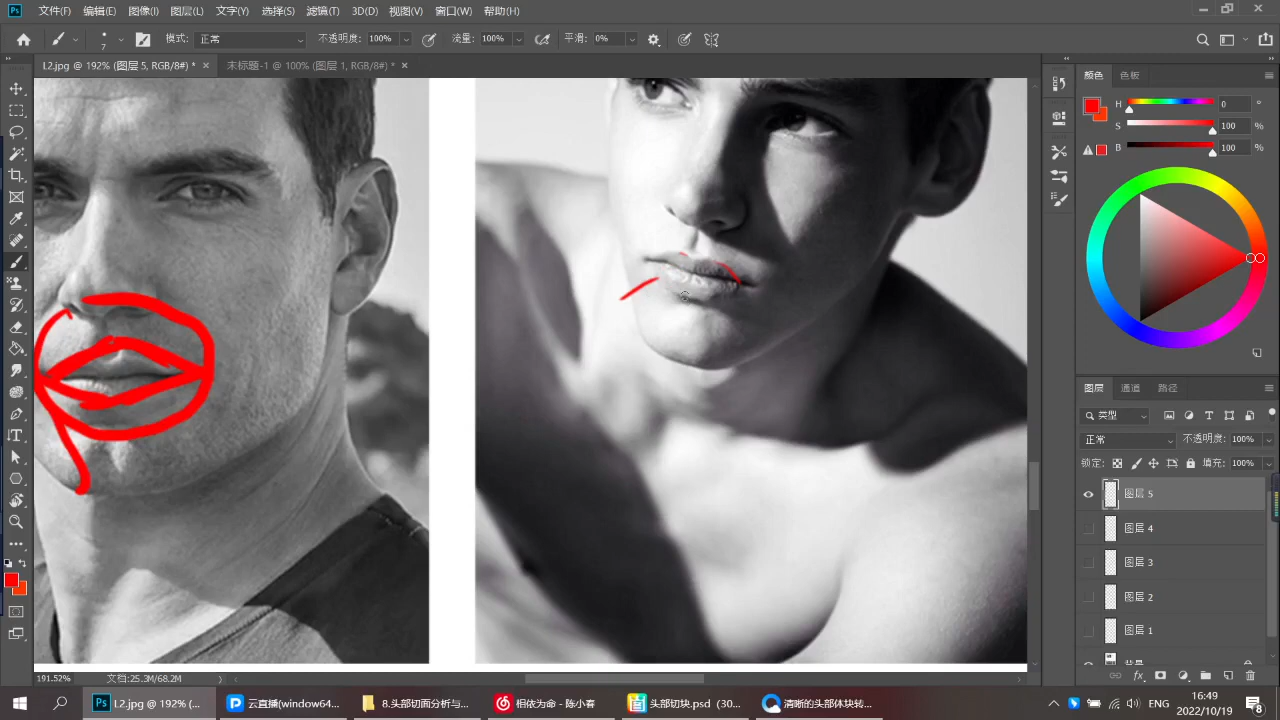 Ps 文件(F) 编辑(E) 图像(I) 图层(L) 文字(Y) 选择(S) 滤镜(T) 3D(D) 视图(V) 窗口(W) 帮助(H)
7 模式: 正常 不透明度: 100% 流量: 100% 平滑: 0%
L2.jpg @ 192% (图层 5, RGB/8#) * × 未标题-1 @ 100% (图层 1, RGB/8#) * ×
颜色 色板
H 0 °
S 100 %
B 100 %
图层 通道 路径
类型
正常 不透明度: 100%
锁定: 填充: 100%
图层 5
图层 4
图层 3
图层 2
图层 1
背景
191.52% 文档:25.3M/68.2M
fx
Ps L2.jpg @ 192% (... 云直播(window64... 8.头部切面分析与... 相依为命 - 陈小春 头部切块.psd（30... 清晰的头部体块转...
ENG 16:49
2022/10/19 8